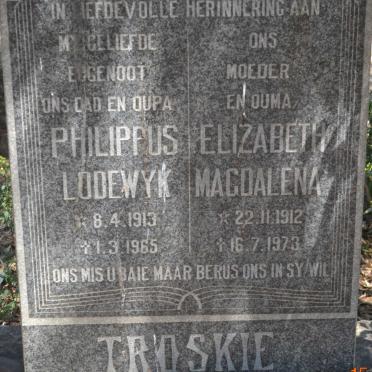 IN LIEFDEVOLLE HERINNERING AAN
MY GELIEFDE
EGGENOOT
ONS DAD EN OUPA
PHILIPPUS
LODEWYK
* 8.4.1913
+ 1.3.1965
ONS
MOEDER
EN OUMA
ELIZABETH
MAGDALENA
* 22.11.1912
+ 16.7.1973
ONS MIS U BAIE MAAR BERUS ONS IN SY WIL
TROSKIE